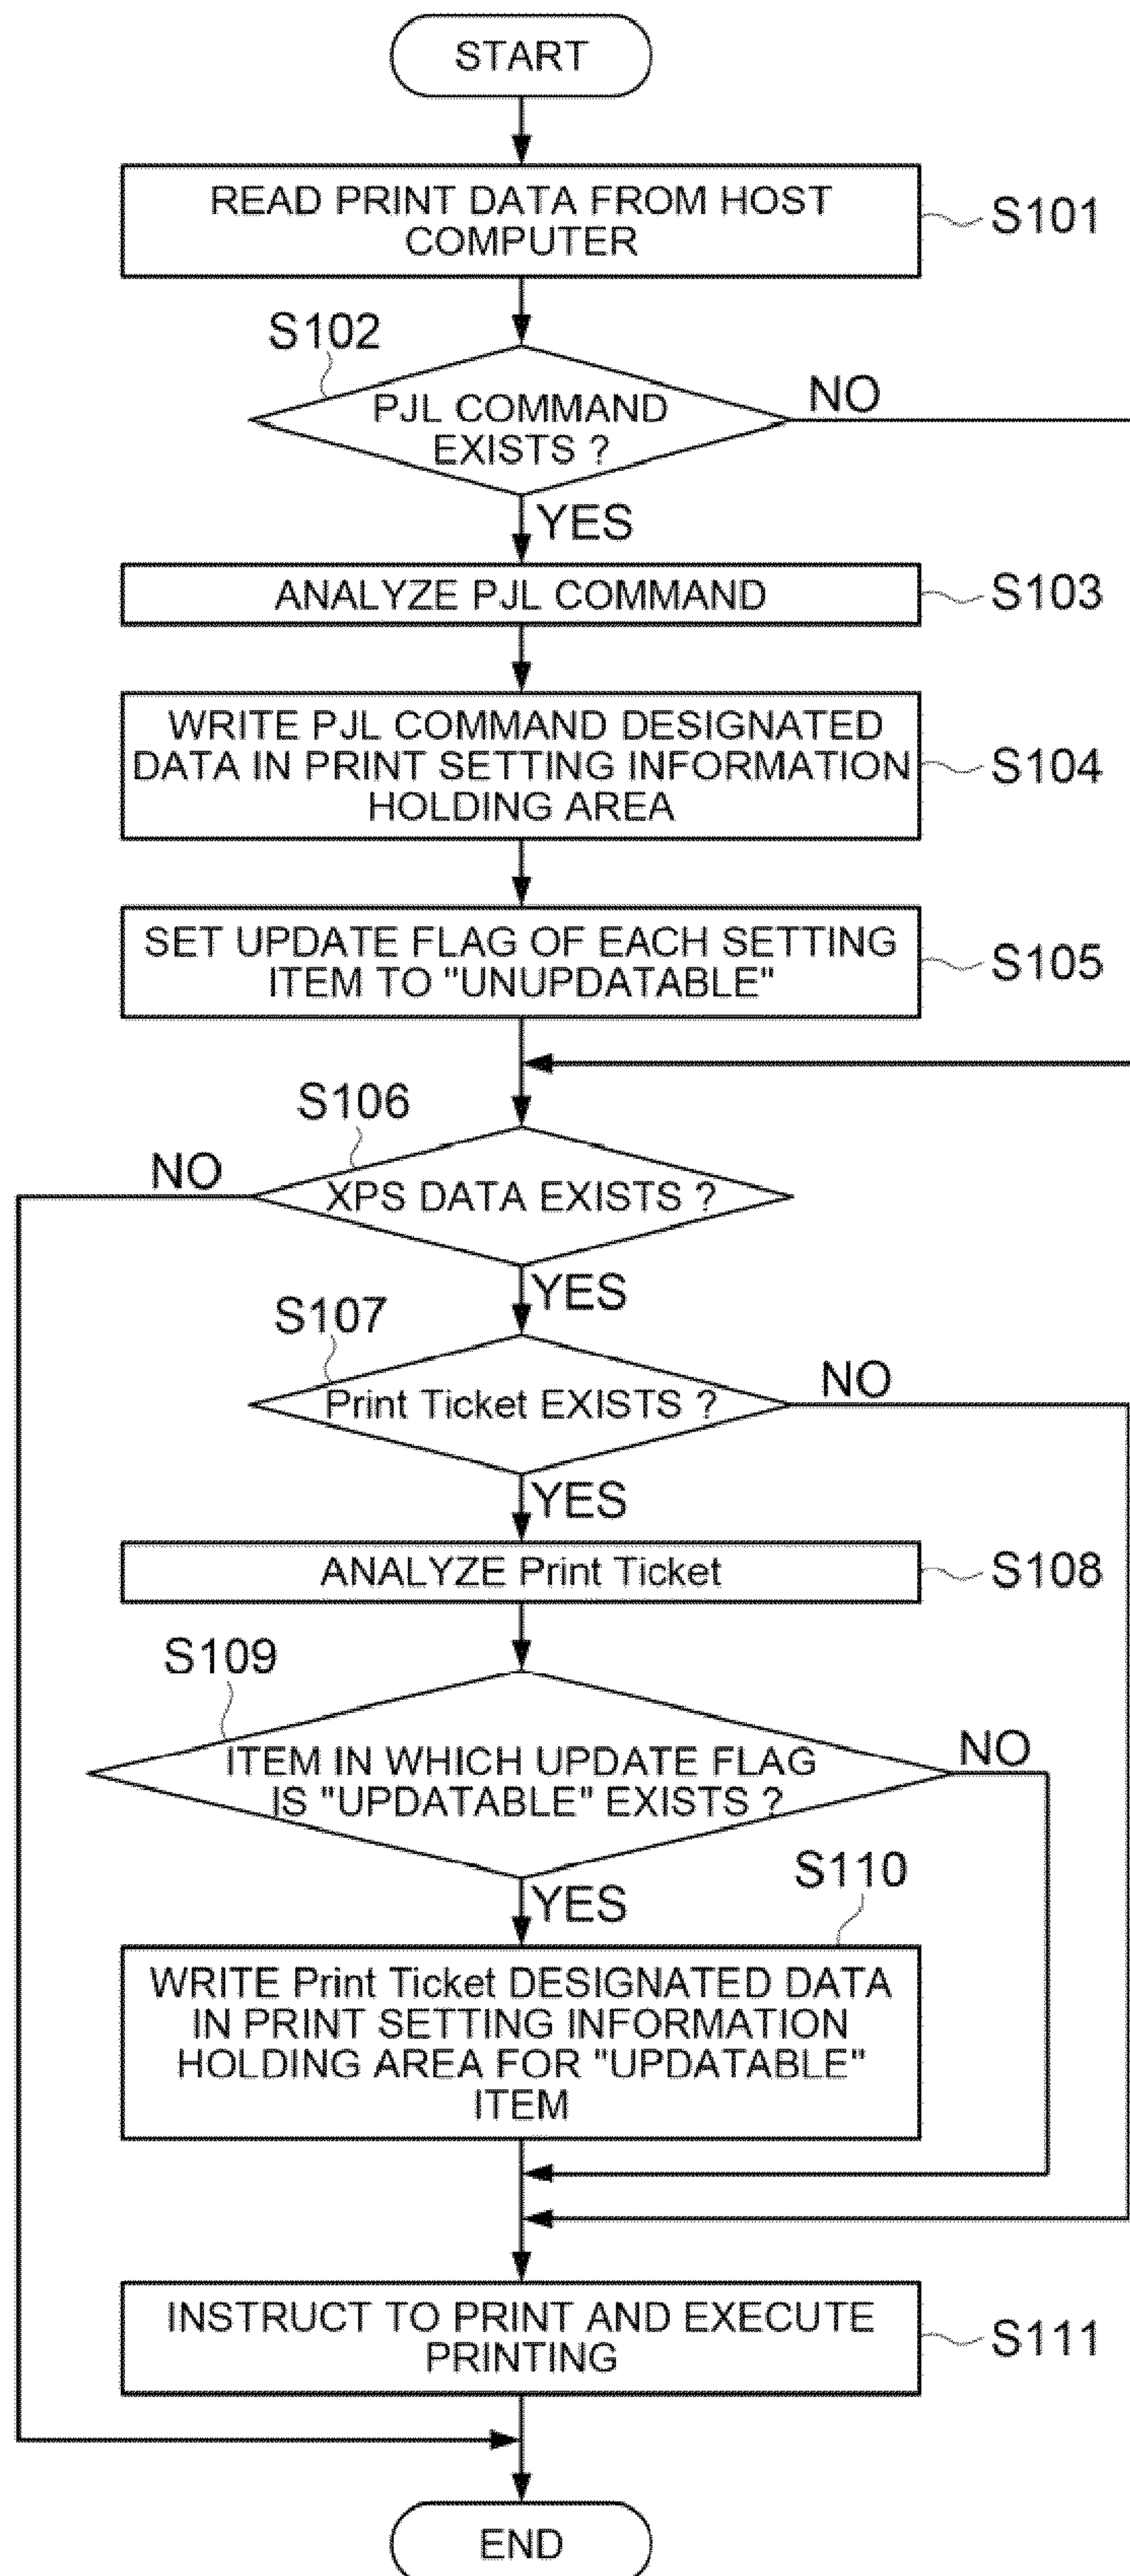 START
READ PRINT DATA FROM HOST
COMPUTER
S101
S102
PJL COMMAND
EXISTS ?
NO
YES
ANALYZE PJL COMMAND
S103
WRITE PJL COMMAND DESIGNATED
DATA IN PRINT SETTING INFORMATION
HOLDING AREA
S104
SET UPDATE FLAG OF EACH SETTING
ITEM TO "UNUPDATABLE"
S105
S106
NO
XPS DATA EXISTS ?
YES
S107
Print Ticket EXISTS ?
NO
YES
ANALYZE Print Ticket
S108
S109
ITEM IN WHICH UPDATE FLAG
IS "UPDATABLE" EXISTS ?
NO
YES
S110
WRITE Print Ticket DESIGNATED DATA
IN PRINT SETTING INFORMATION
HOLDING AREA FOR "UPDATABLE"
ITEM
INSTRUCT TO PRINT AND EXECUTE
PRINTING
S111
END